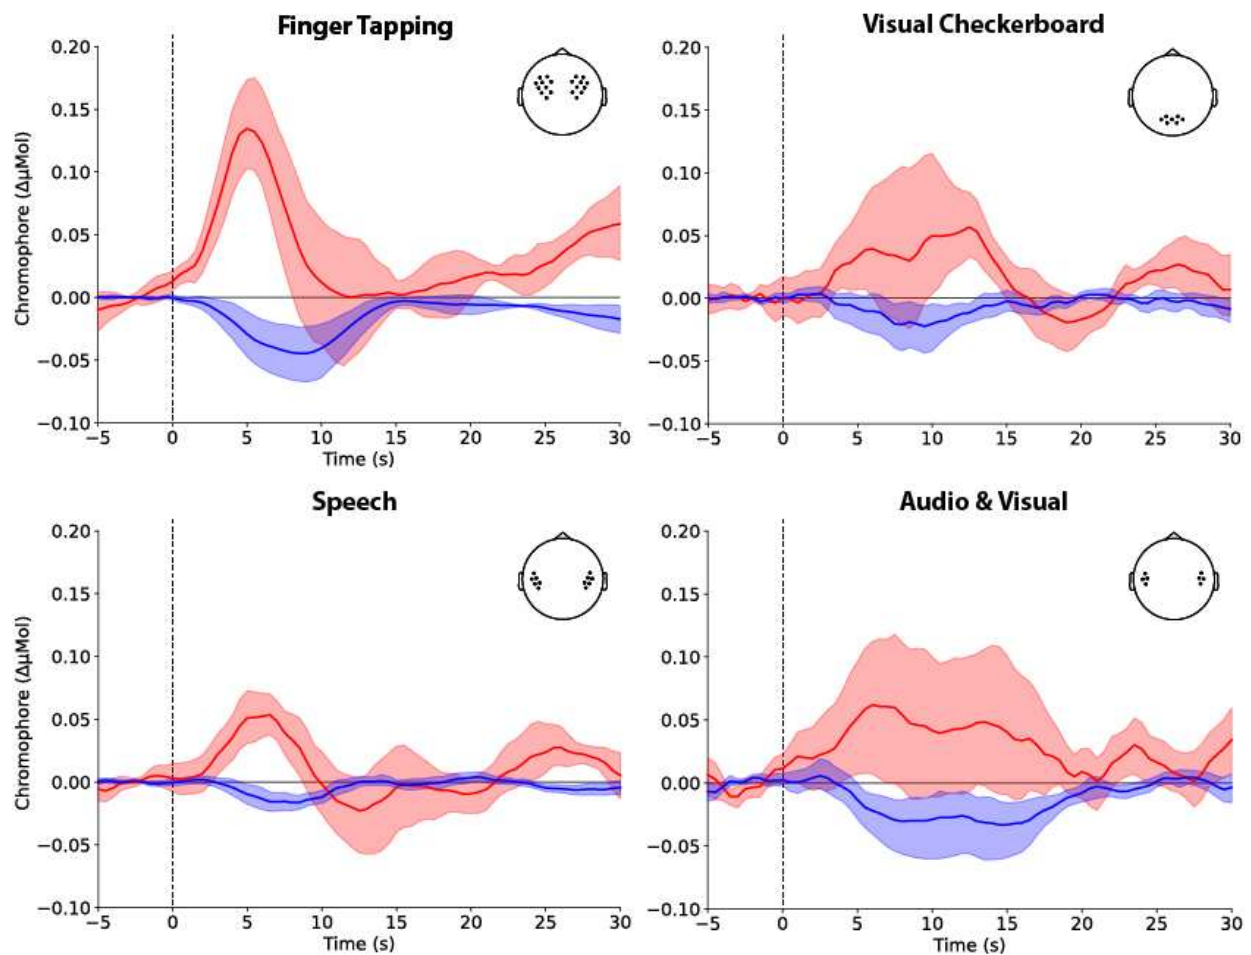 Finger Tapping
Visual Checkerboard
0.20
0.15
0.10
0.05
0.00
−0.05
−0.10
Chromophore (ΔμMol)
−5 0 5 10 15 20 25 30
Time (s)
0.20
0.15
0.10
0.05
0.00
−0.05
−0.10
−5 0 5 10 15 20 25 30
Speech
Audio & Visual
0.20
0.15
0.10
0.05
0.00
−0.05
−0.10
Chromophore (ΔμMol)
−5 0 5 10 15 20 25 30
Time (s)
0.20
0.15
0.10
0.05
0.00
−0.05
−0.10
−5 0 5 10 15 20 25 30
Time (s)